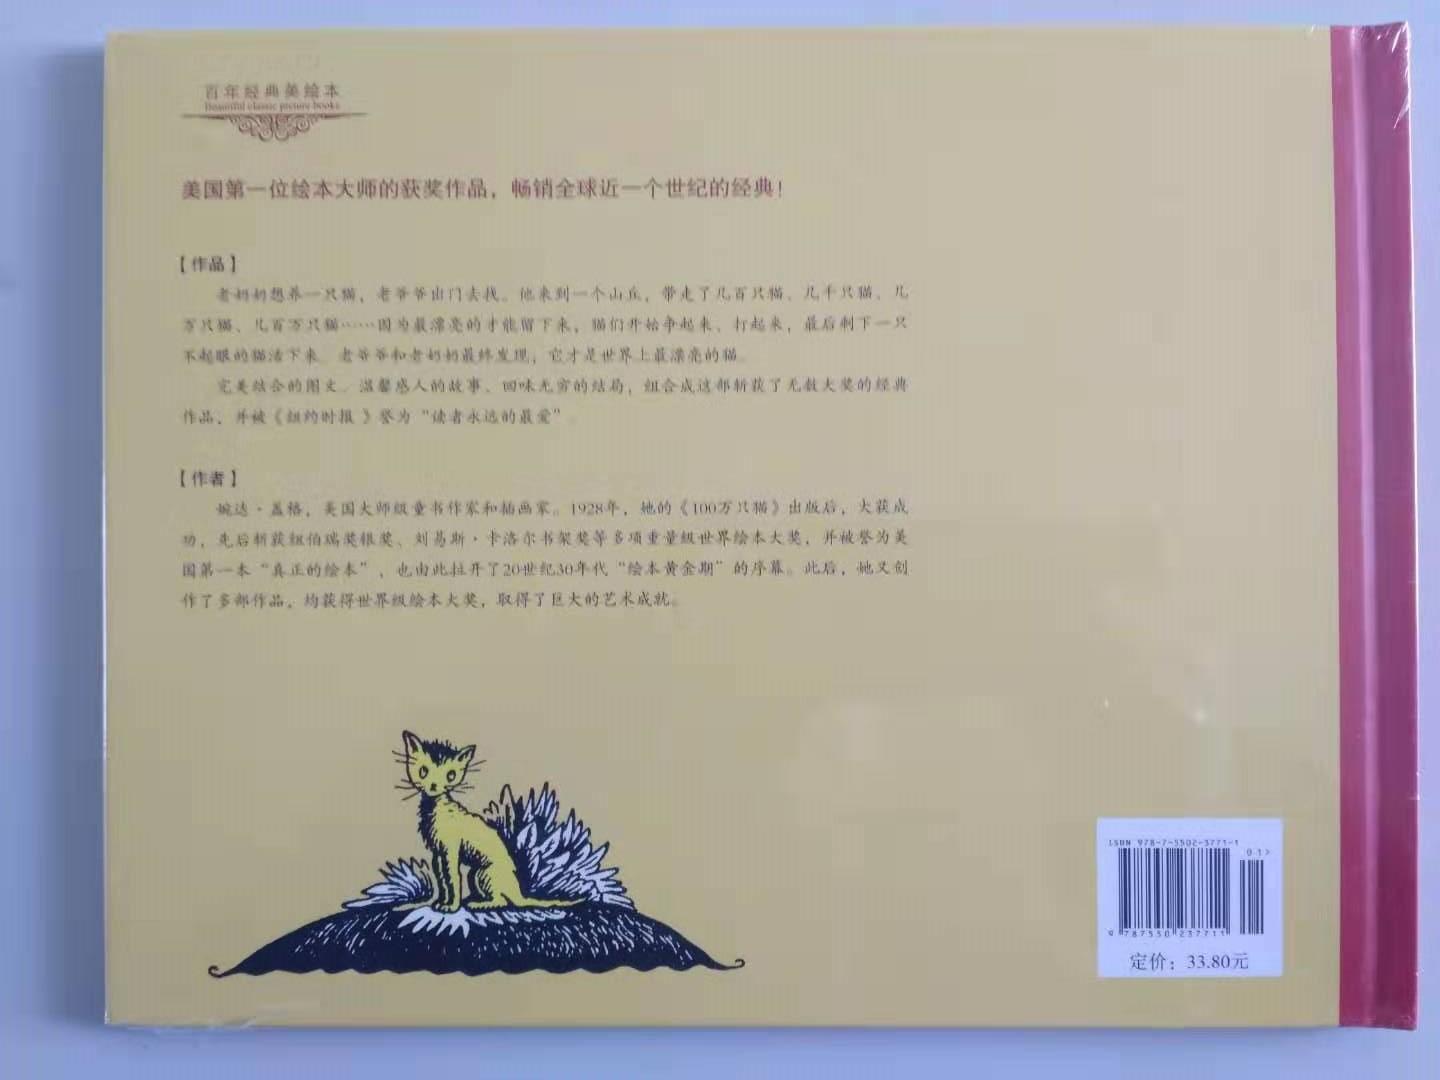 百年经典美绘本
Beautiful classic picture books
美国第一位绘本大师的获奖作品，畅销全球近一个世纪的经典！
【作品】
老奶奶想养一只猫，老爷爷出门去找。他来到一个山丘，带走了几百只猫、几千只猫、几
万只猫、几百万只猫……因为最漂亮的才能留下来，猫们开始争起来、打起来，最后剩下一只
不起眼的猫活下来。老爷爷和老奶奶最终发现，它才是世界上最漂亮的猫。
完美结合的图文、温馨感人的故事、回味无穷的结局，组合成这部斩获了无数大奖的经典
作品，并被《纽约时报》誉为“读者永远的最爱”。
【作者】
婉达·盖格，美国大师级童书作家和插画家。1928年，她的《100万只猫》出版后，大获成
功，先后斩获纽伯瑞奖银奖、刘易斯·卡洛尔书架奖等多项重量级世界绘本大奖，并被誉为美
国第一本“真正的绘本”，也由此拉开了20世纪30年代“绘本黄金期”的序幕。此后，她又创
作了多部作品，均获得世界级绘本大奖，取得了巨大的艺术成就。
ISBN 978-7-5502-3771-1
01>
9 787550 237711
定价：33.80元